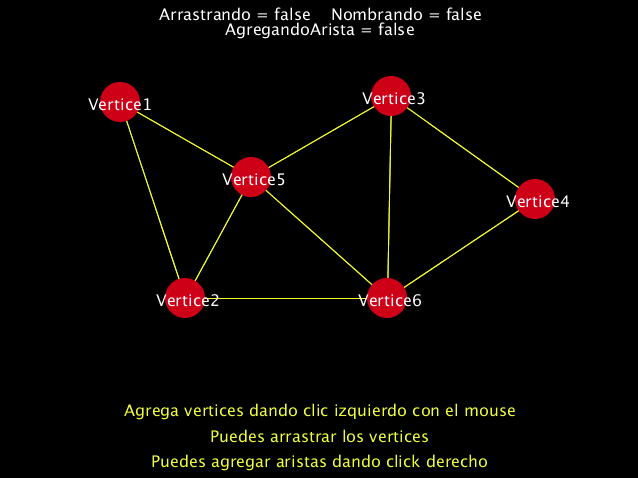 Arrastrando = false    Nombrando = false
AgregandoArista = false
Vertice1
Vertice3
Vertice5
Vertice4
Vertice2
Vertice6
Agrega vertices dando clic izquierdo con el mouse
Puedes arrastrar los vertices
Puedes agregar aristas dando click derecho